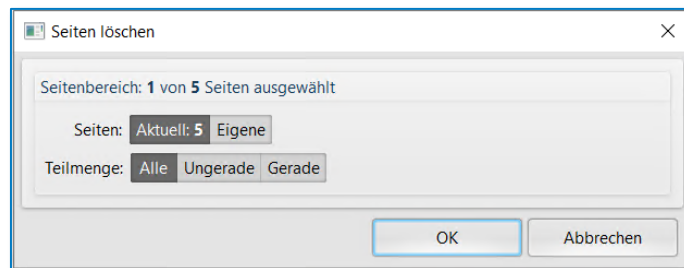 Seiten löschen
Seitenbereich: 1 von 5 Seiten ausgewählt
Seiten: Aktuell: 5 Eigene
Teilmenge: Alle Ungerade Gerade
OK Abbrechen